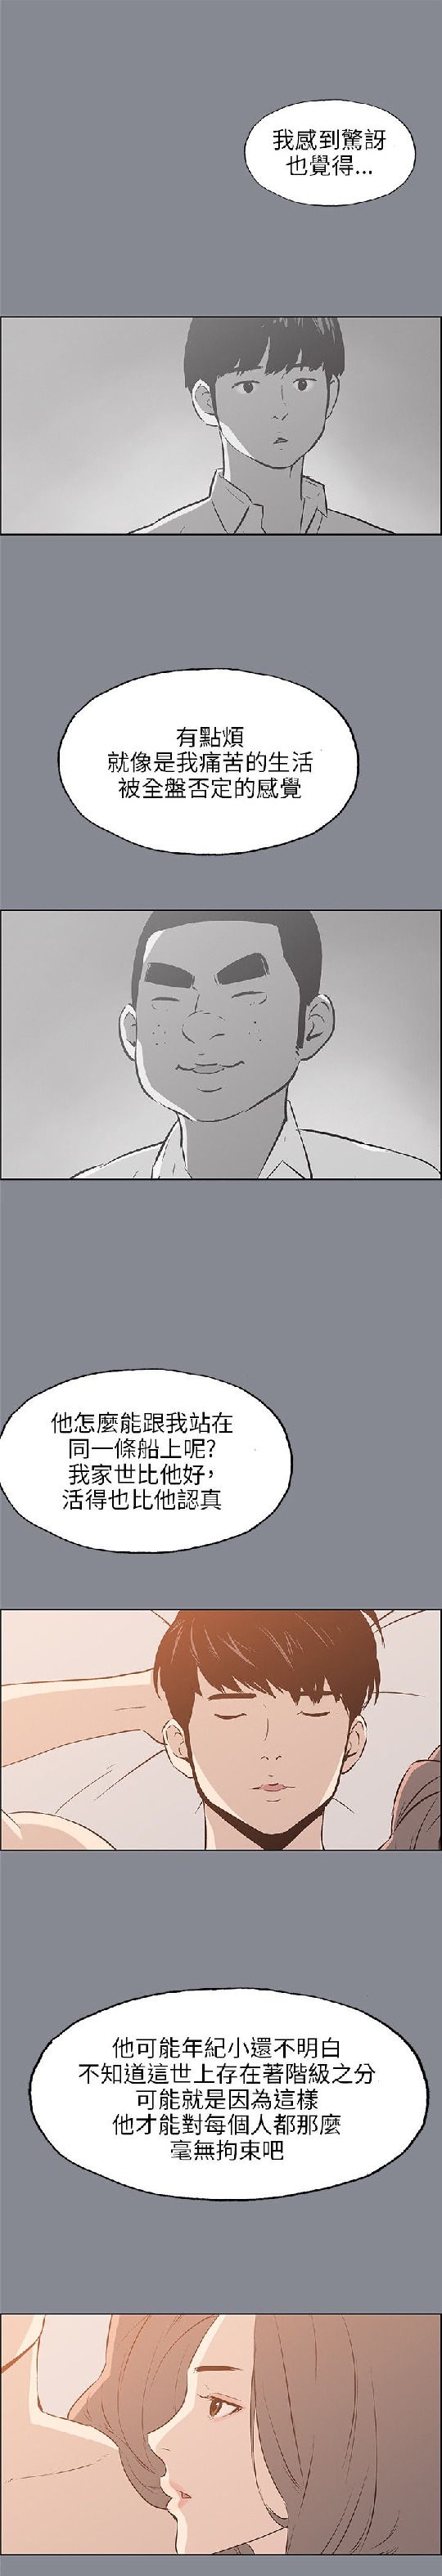 我感到驚訝
也覺得...
有點煩
就像是我痛苦的生活
被全盤否定的感覺
他怎麼能跟我站在
同一條船上呢?
我家世比他好,
活得也比他認真
他可能年紀小還不明白
不知道這世上存在著階級之分
可能就是因為這樣
他才能對每個人都那麼
毫無拘束吧